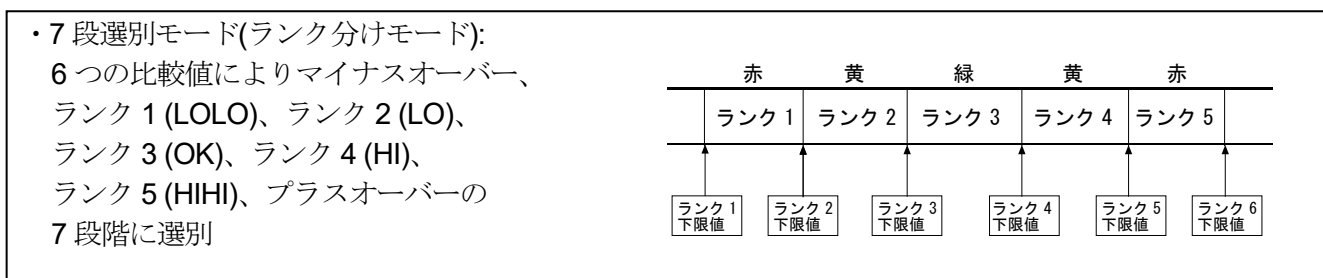 ・7 段選別モード(ランク分けモード):
6 つの比較値によりマイナスオーバー、
ランク 1 (LOLO)、ランク 2 (LO)、
ランク 3 (OK)、ランク 4 (HI)、
ランク 5 (HIHI)、プラスオーバーの
7 段階に選別
赤 黄 緑 黄 赤
ランク 1 ランク 2 ランク 3 ランク 4 ランク 5
ランク 1 ランク 2 ランク 3 ランク 4 ランク 5 ランク 6
下限値 下限値 下限値 下限値 下限値 下限値